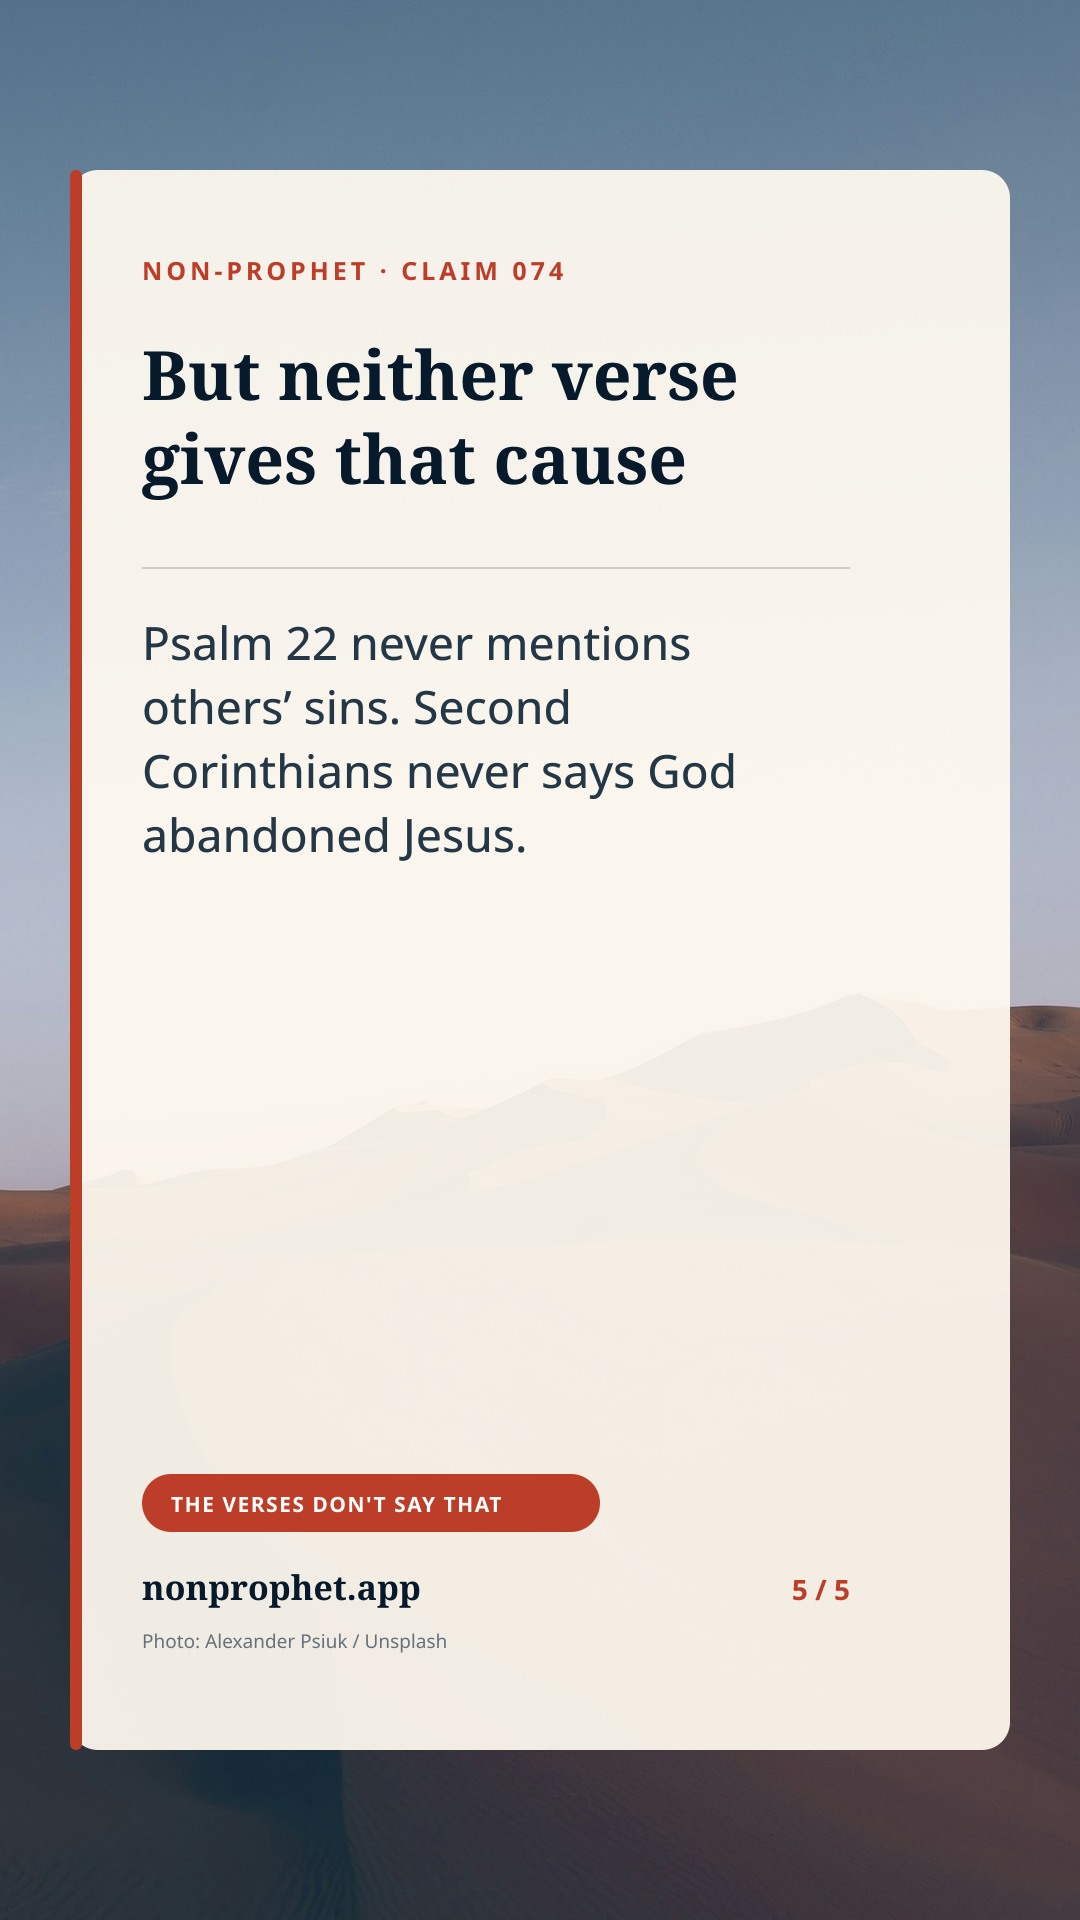 NON-PROPHET · CLAIM 074
But neither verse
gives that cause
Psalm 22 never mentions
others’ sins. Second
Corinthians never says God
abandoned Jesus.
THE VERSES DON'T SAY THAT
nonprophet.app
5 / 5
Photo: Alexander Psiuk / Unsplash